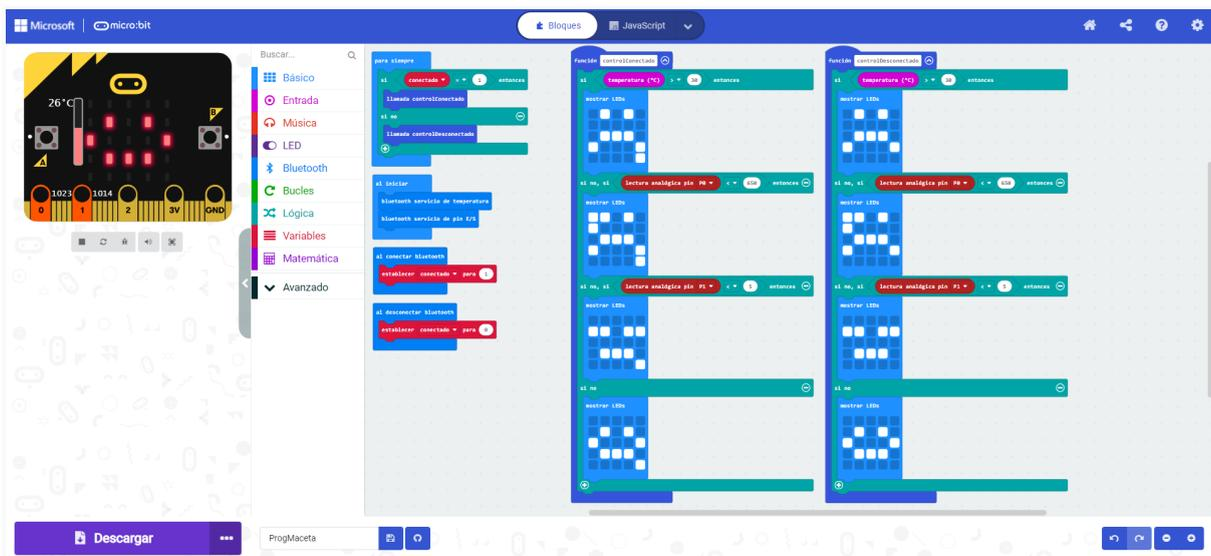 Microsoft
micro:bit
Bloques
JavaScript
26°C
B
A
1023
1014
0
1
2
3V
GND
Descargar
Buscar...
Básico
Entrada
Música
LED
Bluetooth
Bucles
Lógica
Variables
Matemática
Avanzado
para siempre
si conectado = 1 entonces
llamada controlConectado
si no
llamada controlDesconectado
al iniciar
bluetooth servicio de temperatura
bluetooth servicio de pin E/S
al conectar bluetooth
establecer conectado para 1
al desconectar bluetooth
establecer conectado para 0
función controlConectado
si temperatura (°C) > 30 entonces
mostrar LEDs
si no, si lectura analógica pin P0 < 650 entonces
mostrar LEDs
si no, si lectura analógica pin P1 < 5 entonces
mostrar LEDs
si no
mostrar LEDs
función controlDesconectado
si temperatura (°C) > 30 entonces
mostrar LEDs
si no, si lectura analógica pin P0 < 650 entonces
mostrar LEDs
si no, si lectura analógica pin P1 < 5 entonces
mostrar LEDs
si no
mostrar LEDs
ProgMaceta